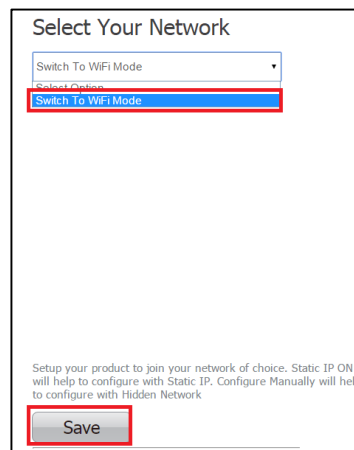 Select Your Network
Switch To WiFi Mode
Select Option
Switch To WiFi Mode
Setup your product to join your network of choice. Static IP ON
will help to configure with Static IP. Configure Manually will hel
to configure with Hidden Network
Save